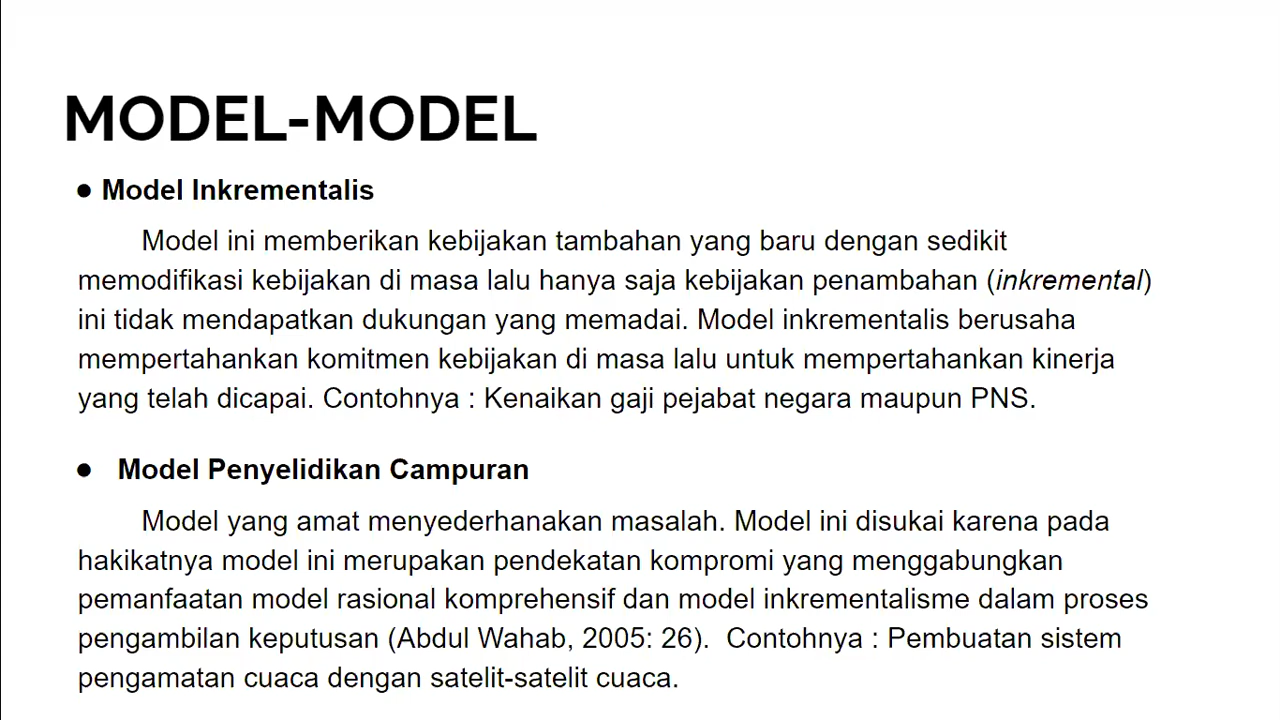 MODEL-MODEL
● Model Inkrementalis
Model ini memberikan kebijakan tambahan yang baru dengan sedikit
memodifikasi kebijakan di masa lalu hanya saja kebijakan penambahan (inkremental)
ini tidak mendapatkan dukungan yang memadai. Model inkrementalis berusaha
mempertahankan komitmen kebijakan di masa lalu untuk mempertahankan kinerja
yang telah dicapai. Contohnya : Kenaikan gaji pejabat negara maupun PNS.
● Model Penyelidikan Campuran
Model yang amat menyederhanakan masalah. Model ini disukai karena pada
hakikatnya model ini merupakan pendekatan kompromi yang menggabungkan
pemanfaatan model rasional komprehensif dan model inkrementalisme dalam proses
pengambilan keputusan (Abdul Wahab, 2005: 26). Contohnya : Pembuatan sistem
pengamatan cuaca dengan satelit-satelit cuaca.